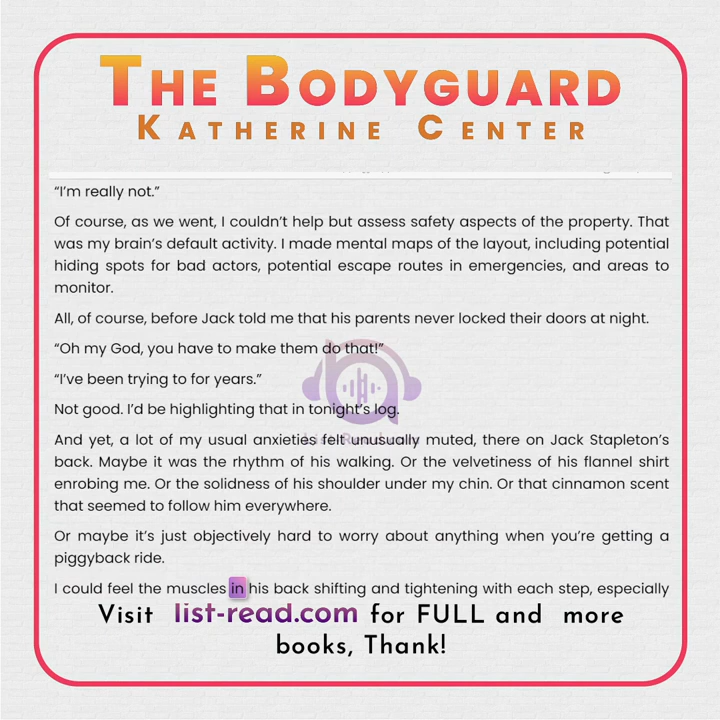 THE BODYGUARD
KATHERINE CENTER
“I’m really not.”
Of course, as we went, I couldn’t help but assess safety aspects of the property. That
was my brain’s default activity. I made mental maps of the layout, including potential
hiding spots for bad actors, potential escape routes in emergencies, and areas to
monitor.
All, of course, before Jack told me that his parents never locked their doors at night.
“Oh my God, you have to make them do that!”
“I’ve been trying to for years.”
Not good. I’d be highlighting that in tonight’s log.
And yet, a lot of my usual anxieties felt unusually muted, there on Jack Stapleton’s
back. Maybe it was the rhythm of his walking. Or the velvetiness of his flannel shirt
enrobing me. Or the solidness of his shoulder under my chin. Or that cinnamon scent
that seemed to follow him everywhere.
Or maybe it’s just objectively hard to worry about anything when you’re getting a
piggyback ride.
I could feel the muscles in his back shifting and tightening with each step, especially
Visit list-read.com for FULL and more
books, Thank!